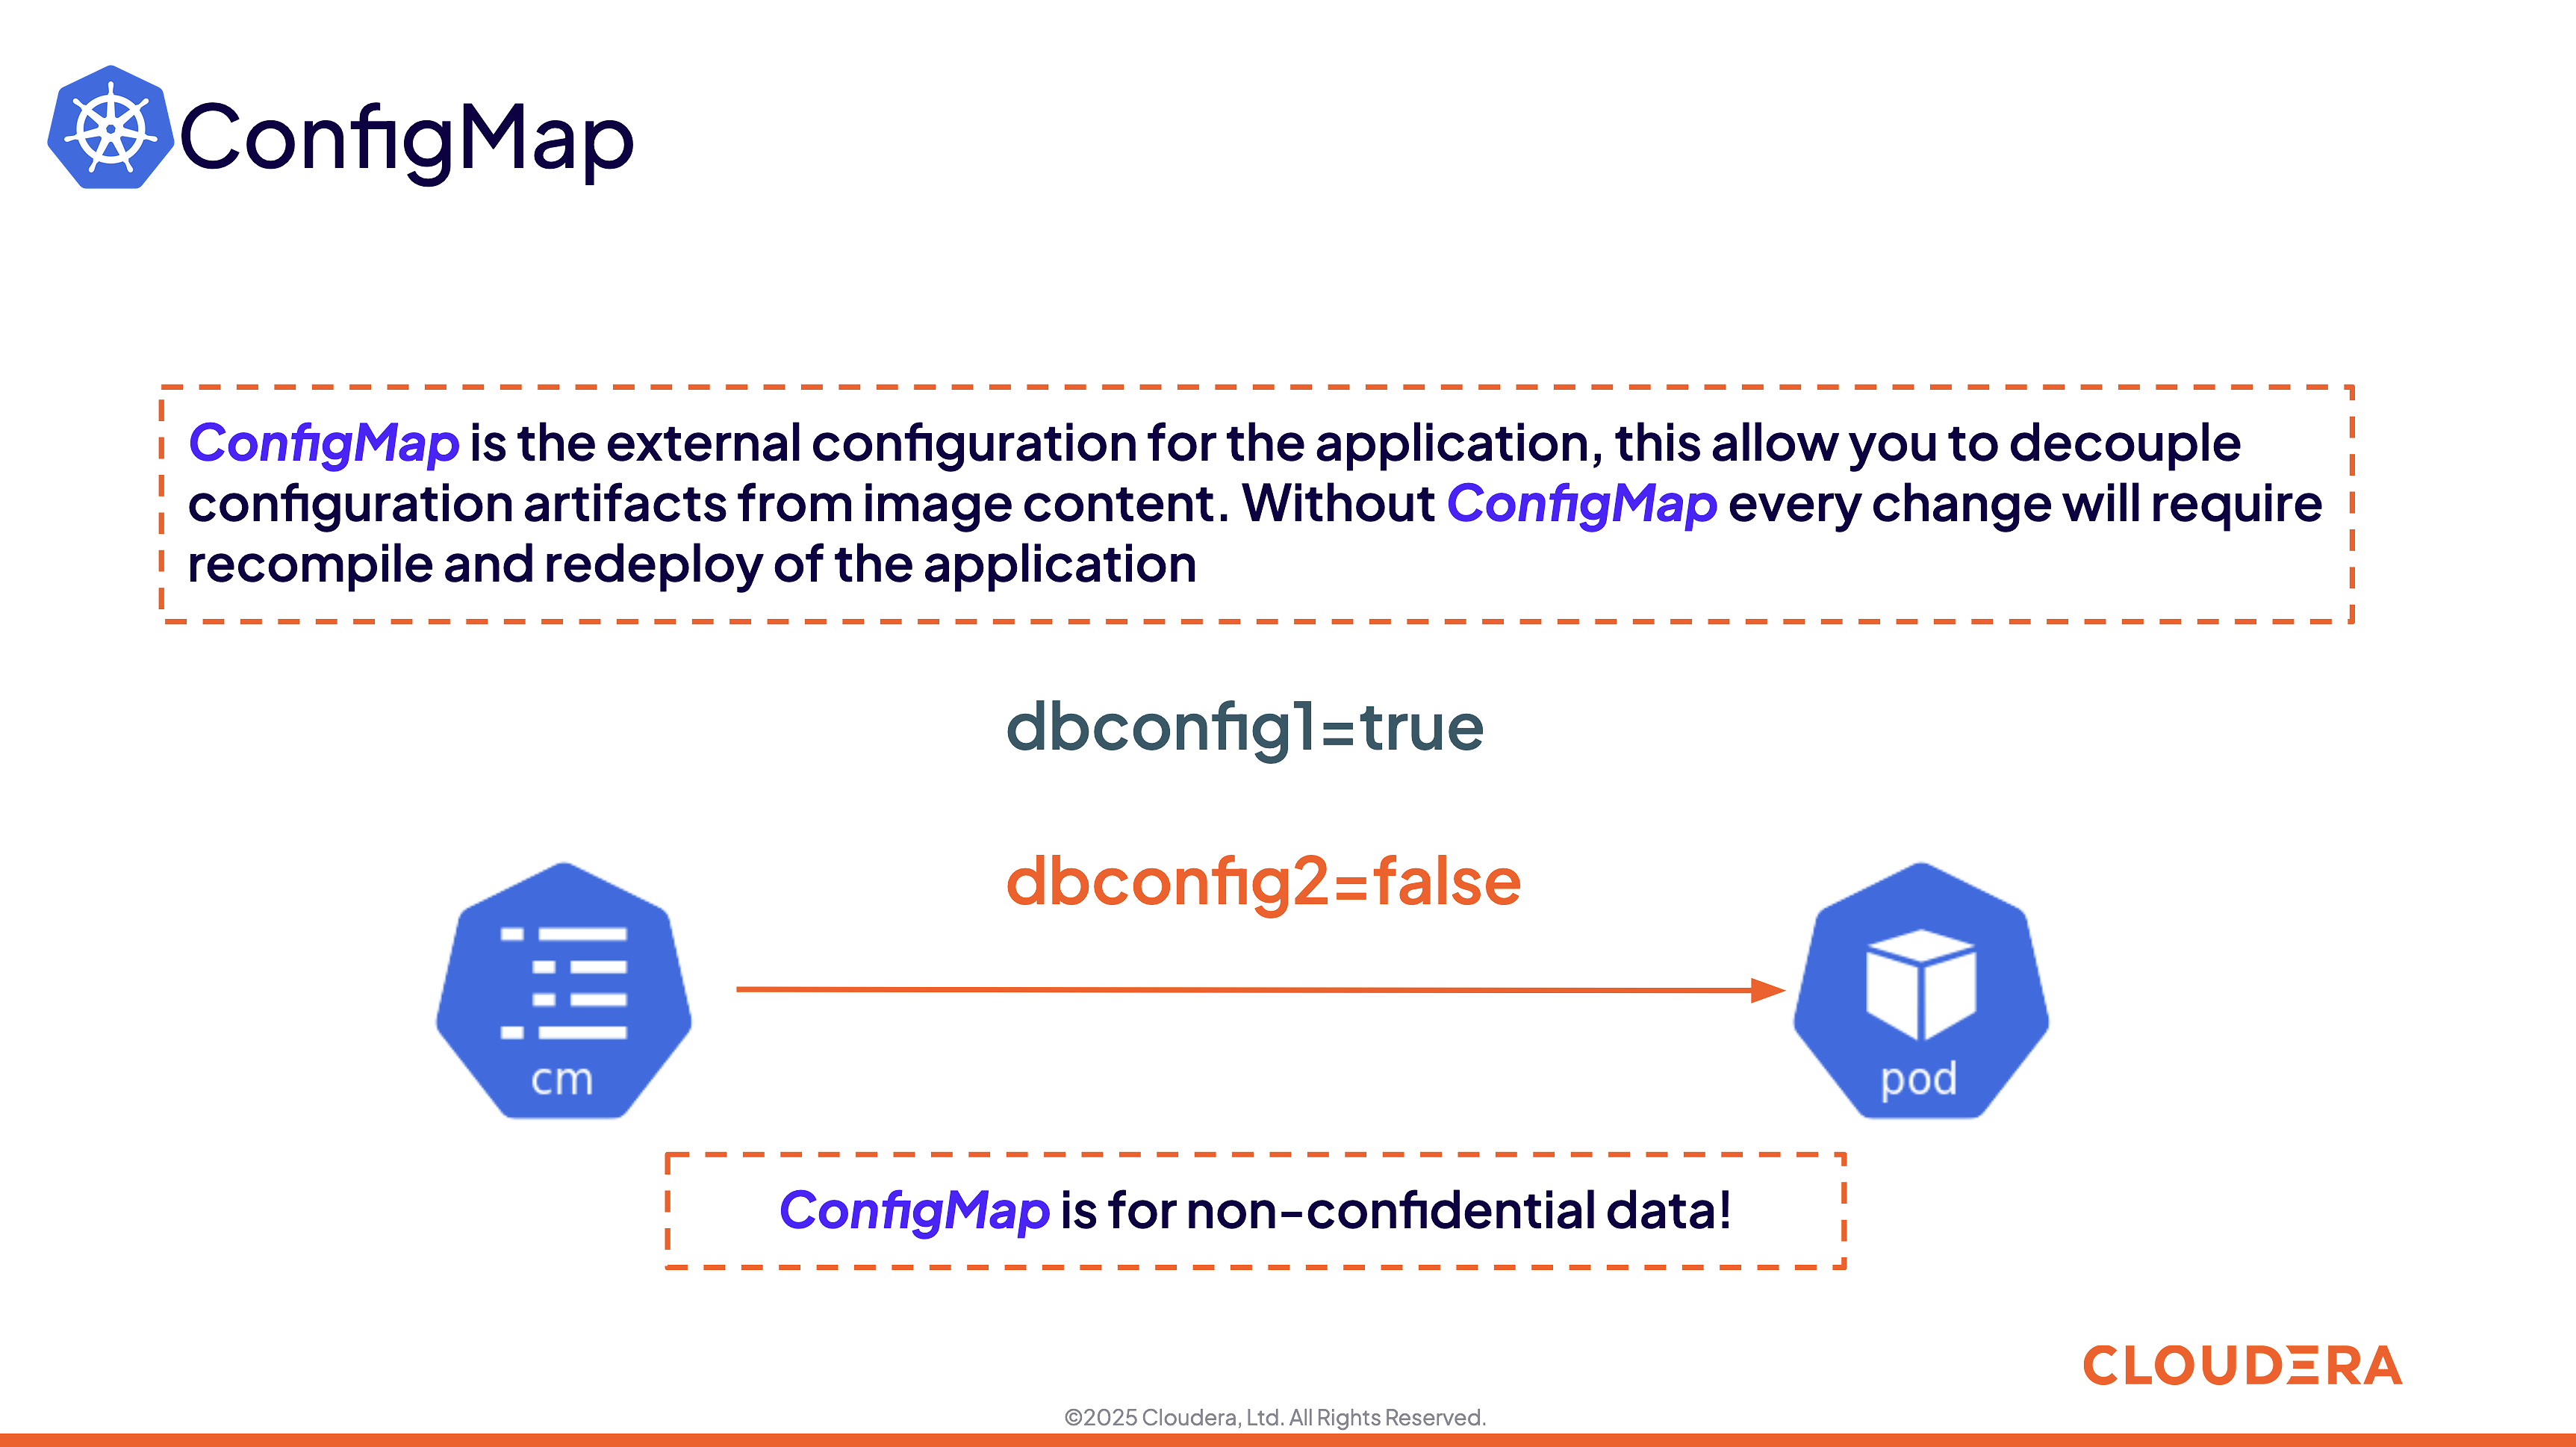 ConfigMap
ConfigMap is the external configuration for the application, this allow you to decouple
configuration artifacts from image content. Without ConfigMap every change will require
recompile and redeploy of the application
dbconfig1=true
dbconfig2=false
cm
pod
ConfigMap is for non-confidential data!
CLOUDERA
©2025 Cloudera, Ltd. All Rights Reserved.